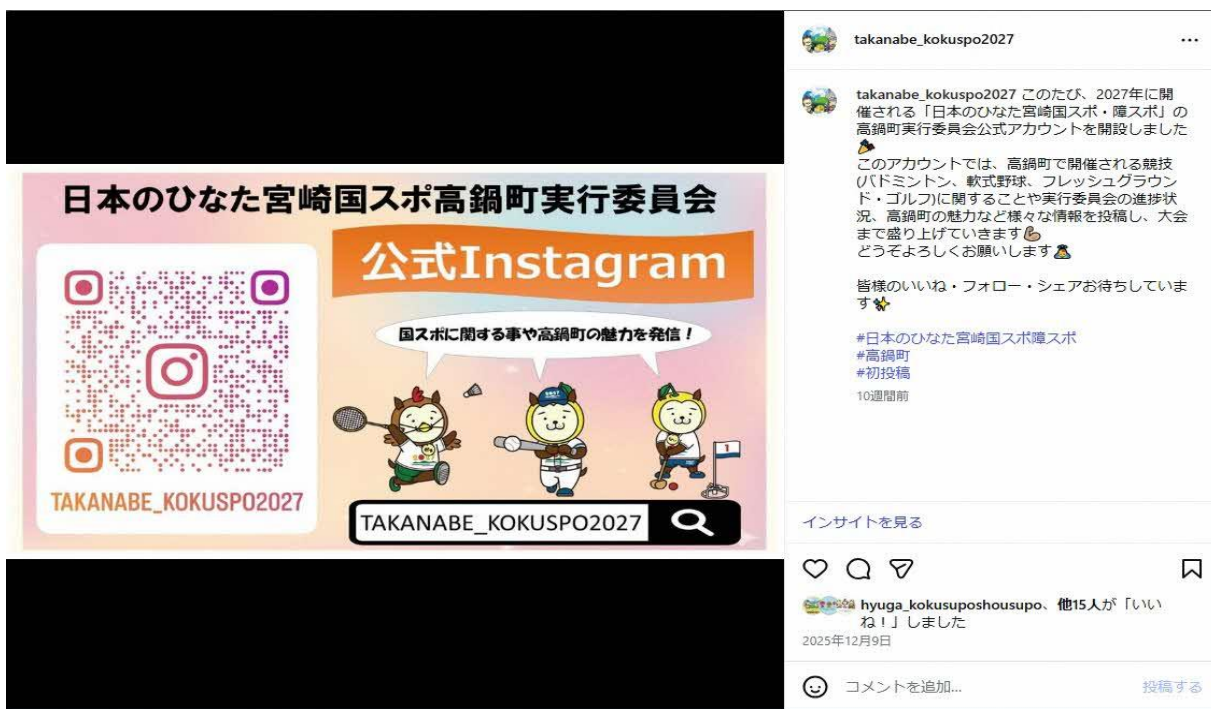 日本のひなた宮崎国スポ高鍋町実行委員会
公式Instagram
国スポに関する事や高鍋町の魅力を発信！
1
TAKANABE_KOKUSPO2027
TAKANABE_KOKUSPO2027
takanabe_kokuspo2027
takanabe_kokuspo2027 このたび、2027年に開
催される「日本のひなた宮崎国スポ・障スポ」の
高鍋町実行委員会公式アカウントを開設しました
🎉
このアカウントでは、高鍋町で開催される競技
(バドミントン、軟式野球、フレッシュグラウン
ド・ゴルフ)に関することや実行委員会の進捗状
況、高鍋町の魅力など様々な情報を投稿し、大会
まで盛り上げていきます💪
どうぞよろしくお願いします🙇
皆様のいいね・フォロー・シェアお待ちしていま
す✨
#日本のひなた宮崎国スポ障スポ
#高鍋町
#初投稿
10週間前
インサイトを見る
hyuga_kokusuposhousupo、他15人が「いい
ね！」しました
2025年12月9日
コメントを追加...
投稿する